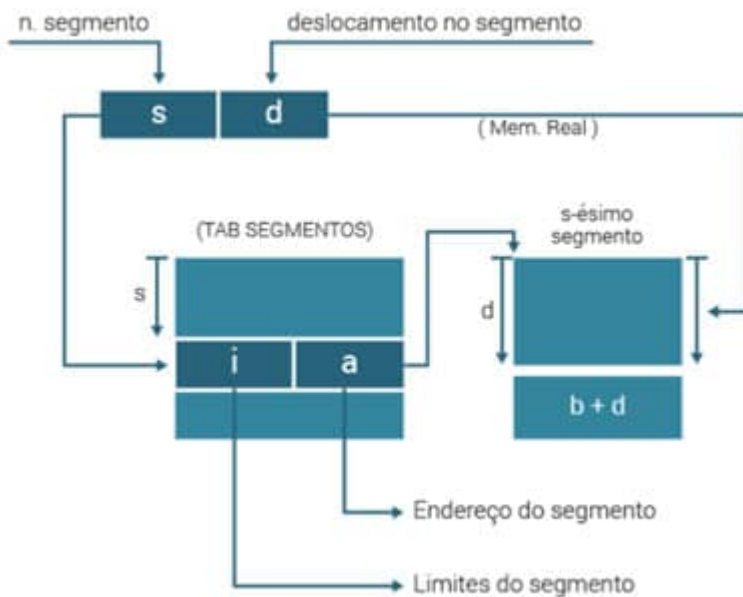 n. segmento
deslocamento no segmento
s d
( Mem. Real )
(TAB SEGMENTOS)
s-ésimo
segmento
s
d
i a
b + d
Endereço do segmento
Limites do segmento